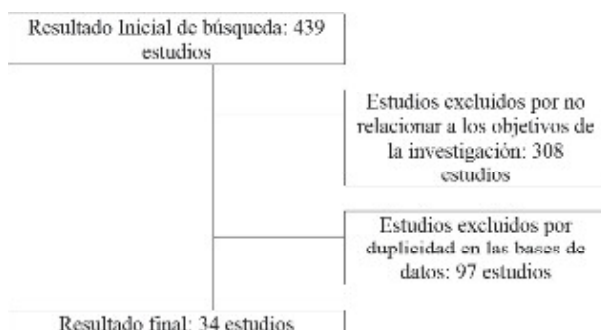 Resultado Inicial de búsqueda: 439
estudios
Estudios excluidos por no
relacionar a los objetivos de
la investigación: 308
estudios
Estudios excluidos por
duplicidad en las bases de
datos: 97 estudios
Resultado final: 34 estudios